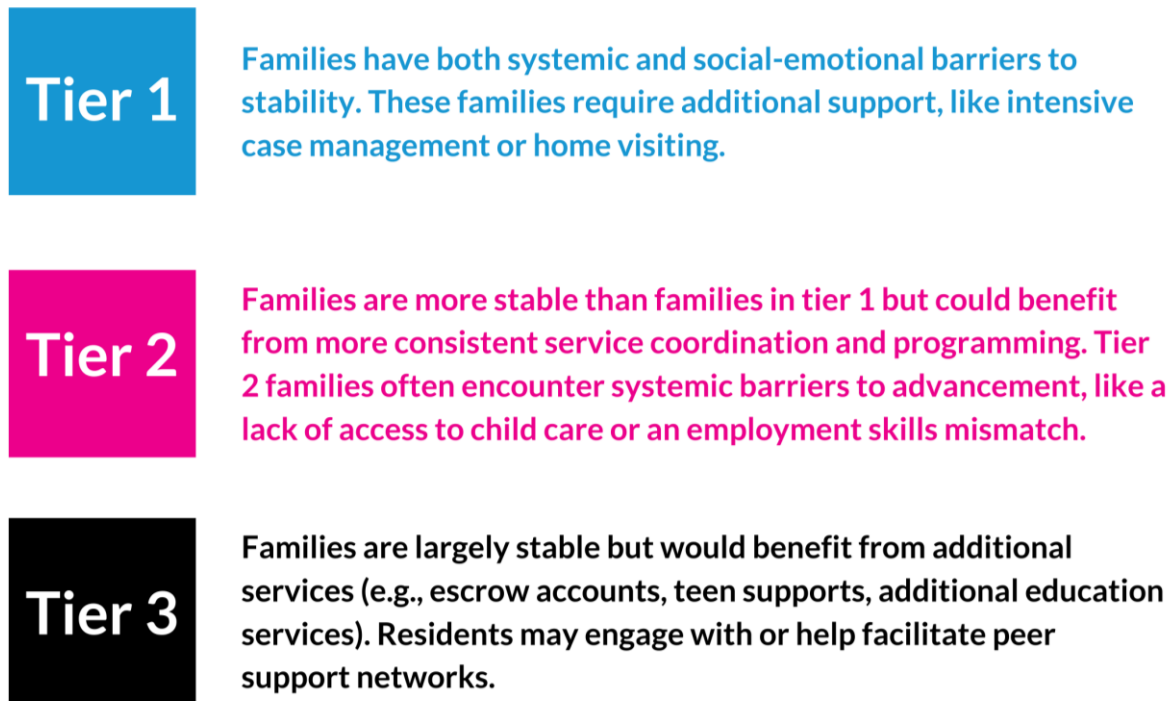 Tier 1
Families have both systemic and social-emotional barriers to
stability. These families require additional support, like intensive
case management or home visiting.
Tier 2
Families are more stable than families in tier 1 but could benefit
from more consistent service coordination and programming. Tier
2 families often encounter systemic barriers to advancement, like a
lack of access to child care or an employment skills mismatch.
Tier 3
Families are largely stable but would benefit from additional
services (e.g., escrow accounts, teen supports, additional education
services). Residents may engage with or help facilitate peer
support networks.